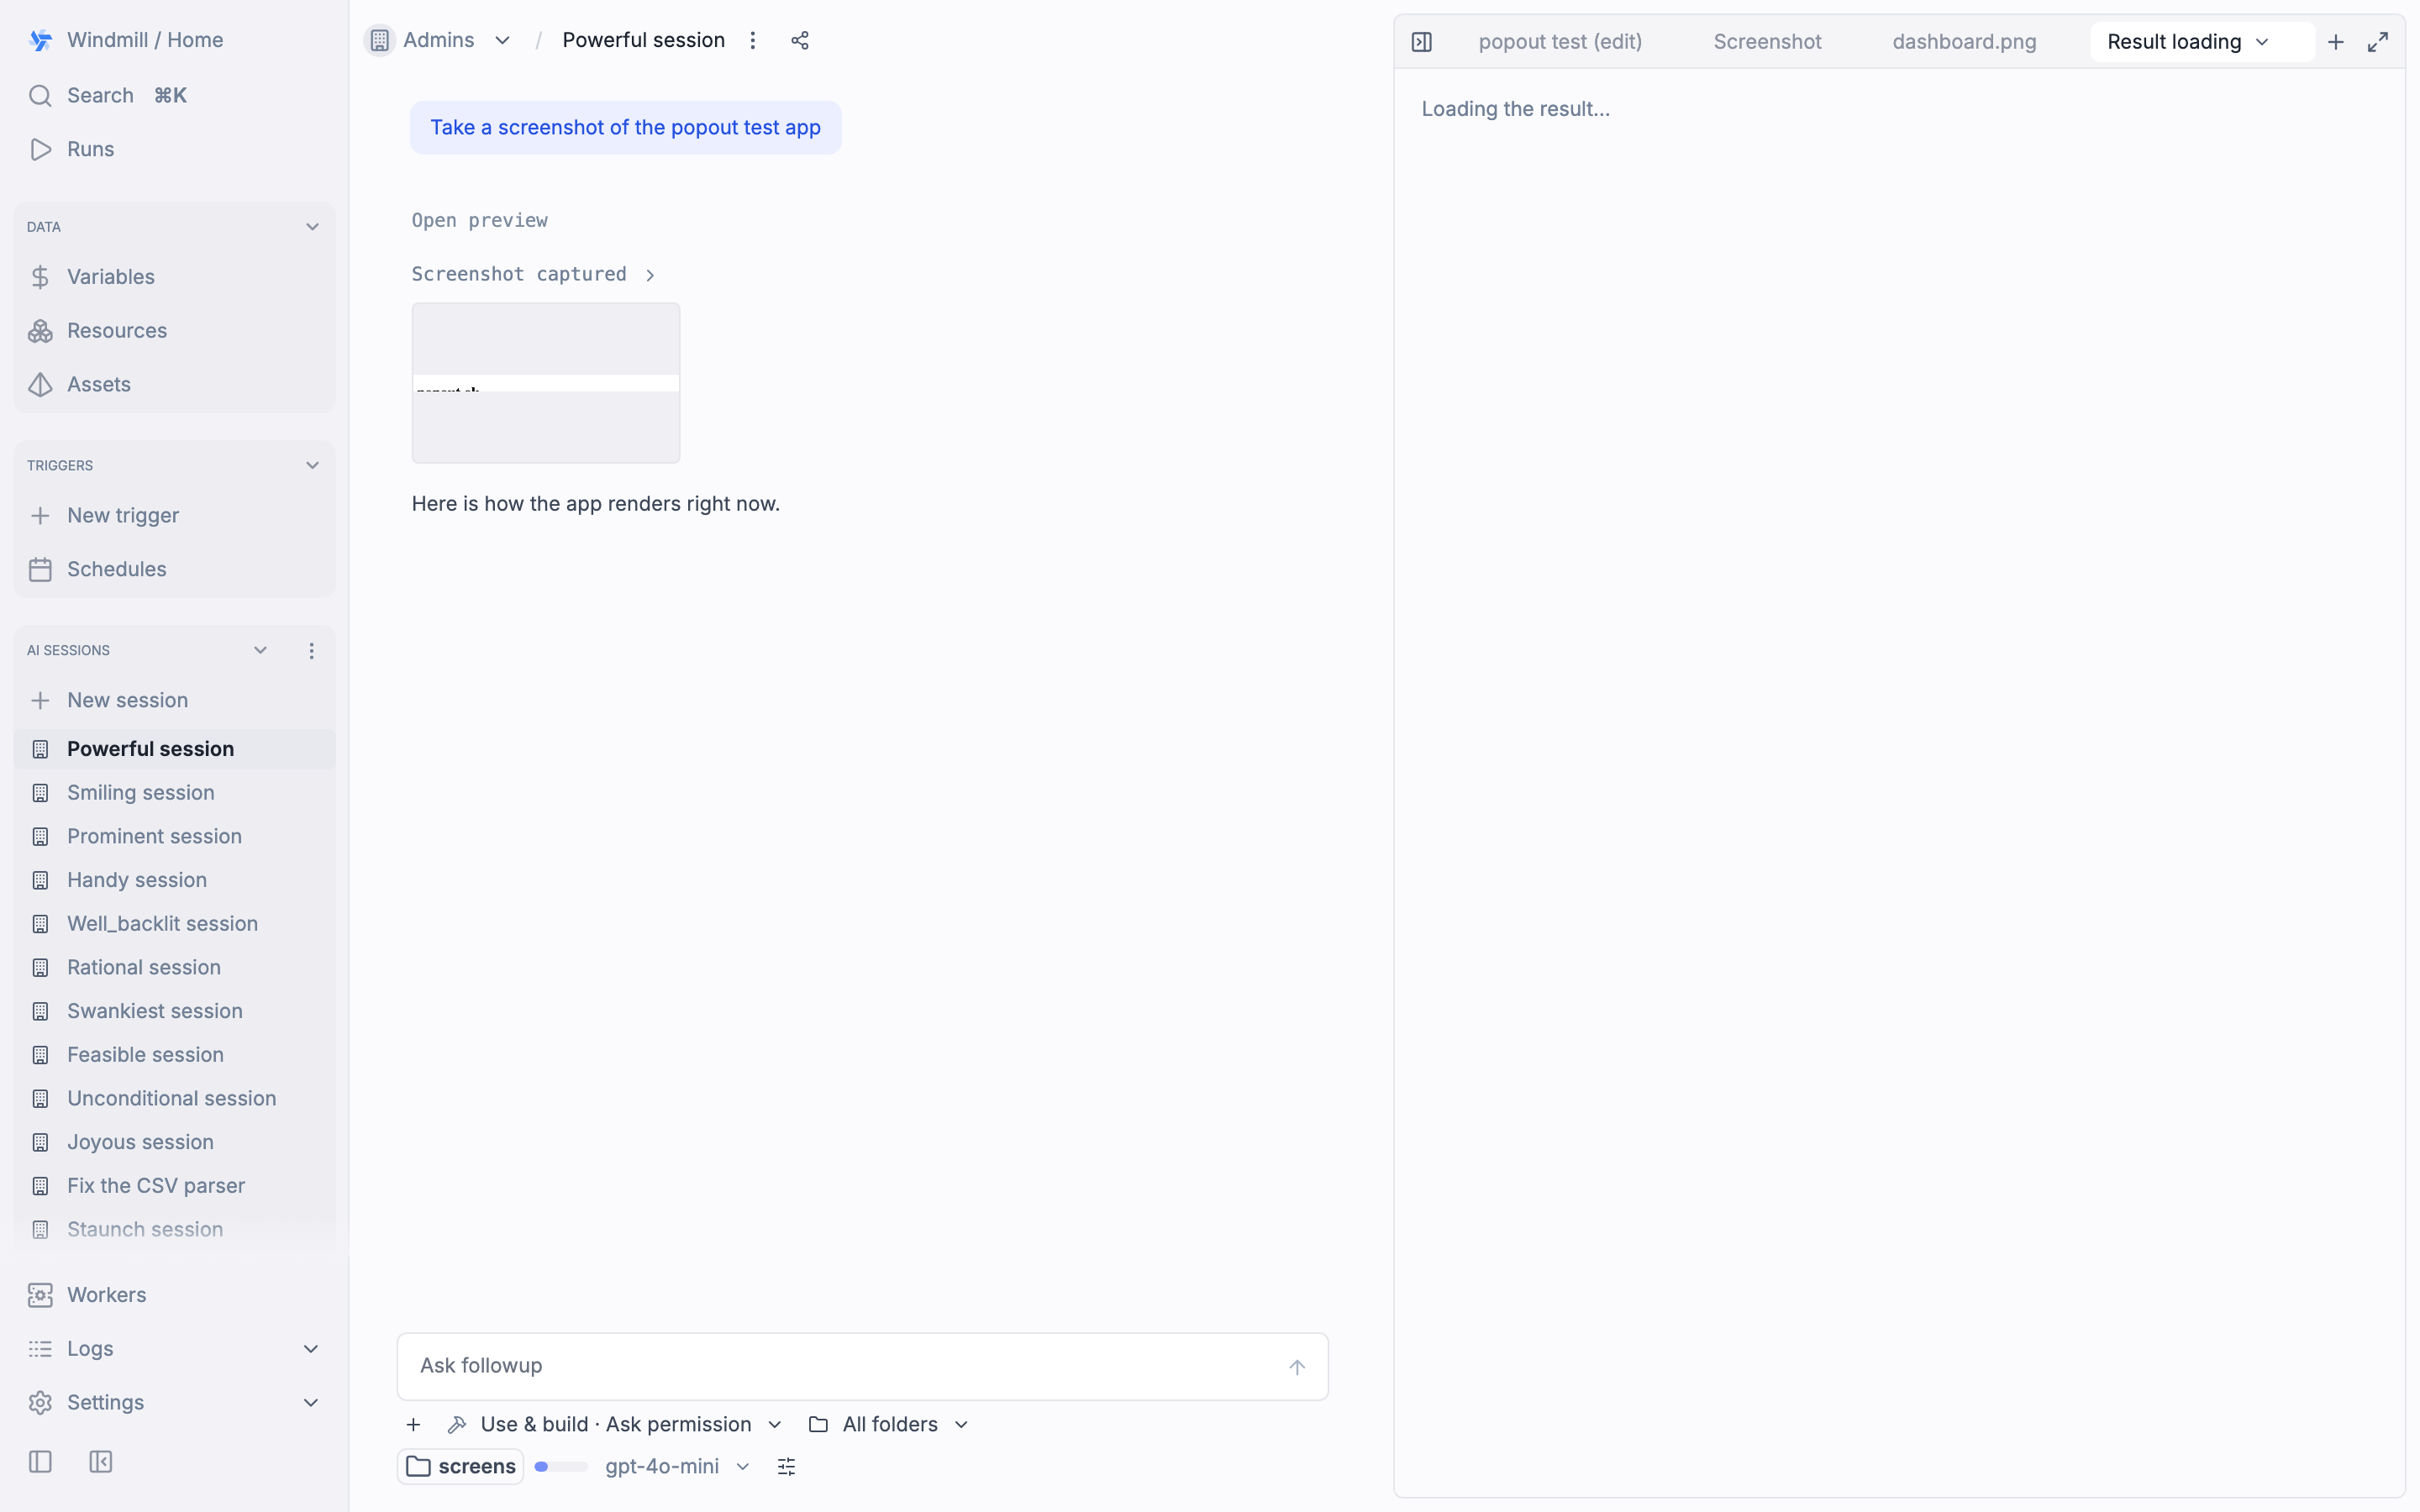 Windmill / Home
Search ⌘K
Runs
DATA
Variables
Resources
Assets
TRIGGERS
New trigger
Schedules
AI SESSIONS
New session
Powerful session
Smiling session
Prominent session
Handy session
Well_backlit session
Rational session
Swankiest session
Feasible session
Unconditional session
Joyous session
Fix the CSV parser
Staunch session
Workers
Logs
Settings
Admins / Powerful session
Take a screenshot of the popout test app
Open preview
Screenshot captured
Here is how the app renders right now.
Ask followup
Use & build · Ask permission All folders
screens gpt-4o-mini
popout test (edit) Screenshot dashboard.png Result loading
Loading the result...